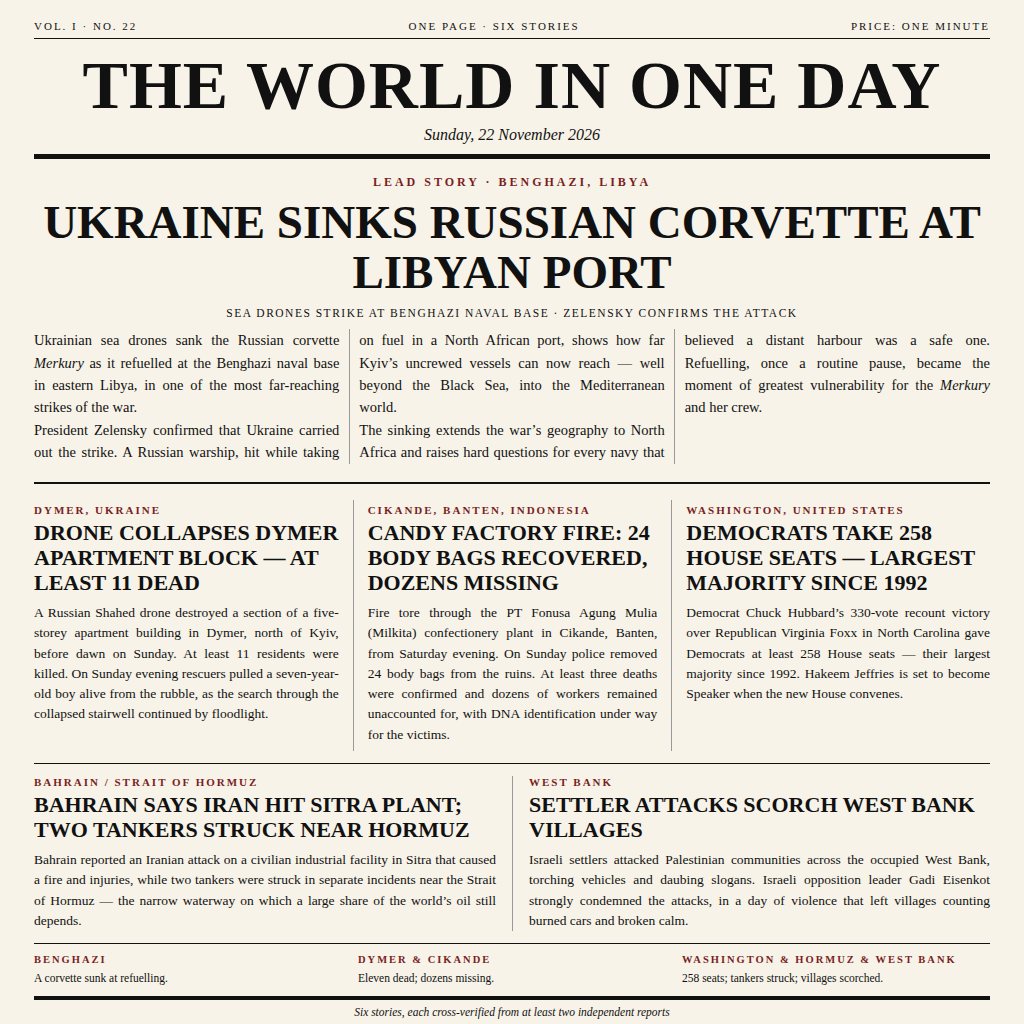 VOL. I · NO. 22
ONE PAGE · SIX STORIES
PRICE: ONE MINUTE
THE WORLD IN ONE DAY
Sunday, 22 November 2026
LEAD STORY · BENGHAZI, LIBYA
UKRAINE SINKS RUSSIAN CORVETTE AT
LIBYAN PORT
SEA DRONES STRIKE AT BENGHAZI NAVAL BASE · ZELENSKY CONFIRMS THE ATTACK
Ukrainian sea drones sank the Russian corvette
Merkury as it refuelled at the Benghazi naval base
in eastern Libya, in one of the most far-reaching
strikes of the war.
President Zelensky confirmed that Ukraine carried
out the strike. A Russian warship, hit while taking
on fuel in a North African port, shows how far
Kyiv’s uncrewed vessels can now reach — well
beyond the Black Sea, into the Mediterranean
world.
The sinking extends the war’s geography to North
Africa and raises hard questions for every navy that
believed a distant harbour was a safe one.
Refuelling, once a routine pause, became the
moment of greatest vulnerability for the Merkury
and her crew.
DYMER, UKRAINE
DRONE COLLAPSES DYMER
APARTMENT BLOCK — AT
LEAST 11 DEAD
A Russian Shahed drone destroyed a section of a five-
storey apartment building in Dymer, north of Kyiv,
before dawn on Sunday. At least 11 residents were
killed. On Sunday evening rescuers pulled a seven-year-
old boy alive from the rubble, as the search through the
collapsed stairwell continued by floodlight.
CIKANDE, BANTEN, INDONESIA
CANDY FACTORY FIRE: 24
BODY BAGS RECOVERED,
DOZENS MISSING
Fire tore through the PT Fonusa Agung Mulia
(Milkita) confectionery plant in Cikande, Banten,
from Saturday evening. On Sunday police removed
24 body bags from the ruins. At least three deaths
were confirmed and dozens of workers remained
unaccounted for, with DNA identification under way
for the victims.
WASHINGTON, UNITED STATES
DEMOCRATS TAKE 258
HOUSE SEATS — LARGEST
MAJORITY SINCE 1992
Democrat Chuck Hubbard’s 330-vote recount victory
over Republican Virginia Foxx in North Carolina gave
Democrats at least 258 House seats — their largest
majority since 1992. Hakeem Jeffries is set to become
Speaker when the new House convenes.
BAHRAIN / STRAIT OF HORMUZ
BAHRAIN SAYS IRAN HIT SITRA PLANT;
TWO TANKERS STRUCK NEAR HORMUZ
Bahrain reported an Iranian attack on a civilian industrial facility in Sitra that caused
a fire and injuries, while two tankers were struck in separate incidents near the Strait
of Hormuz — the narrow waterway on which a large share of the world’s oil still
depends.
WEST BANK
SETTLER ATTACKS SCORCH WEST BANK
VILLAGES
Israeli settlers attacked Palestinian communities across the occupied West Bank,
torching vehicles and daubing slogans. Israeli opposition leader Gadi Eisenkot
strongly condemned the attacks, in a day of violence that left villages counting
burned cars and broken calm.
BENGHAZI
A corvette sunk at refuelling.
DYMER & CIKANDE
Eleven dead; dozens missing.
WASHINGTON & HORMUZ & WEST BANK
258 seats; tankers struck; villages scorched.
Six stories, each cross-verified from at least two independent reports